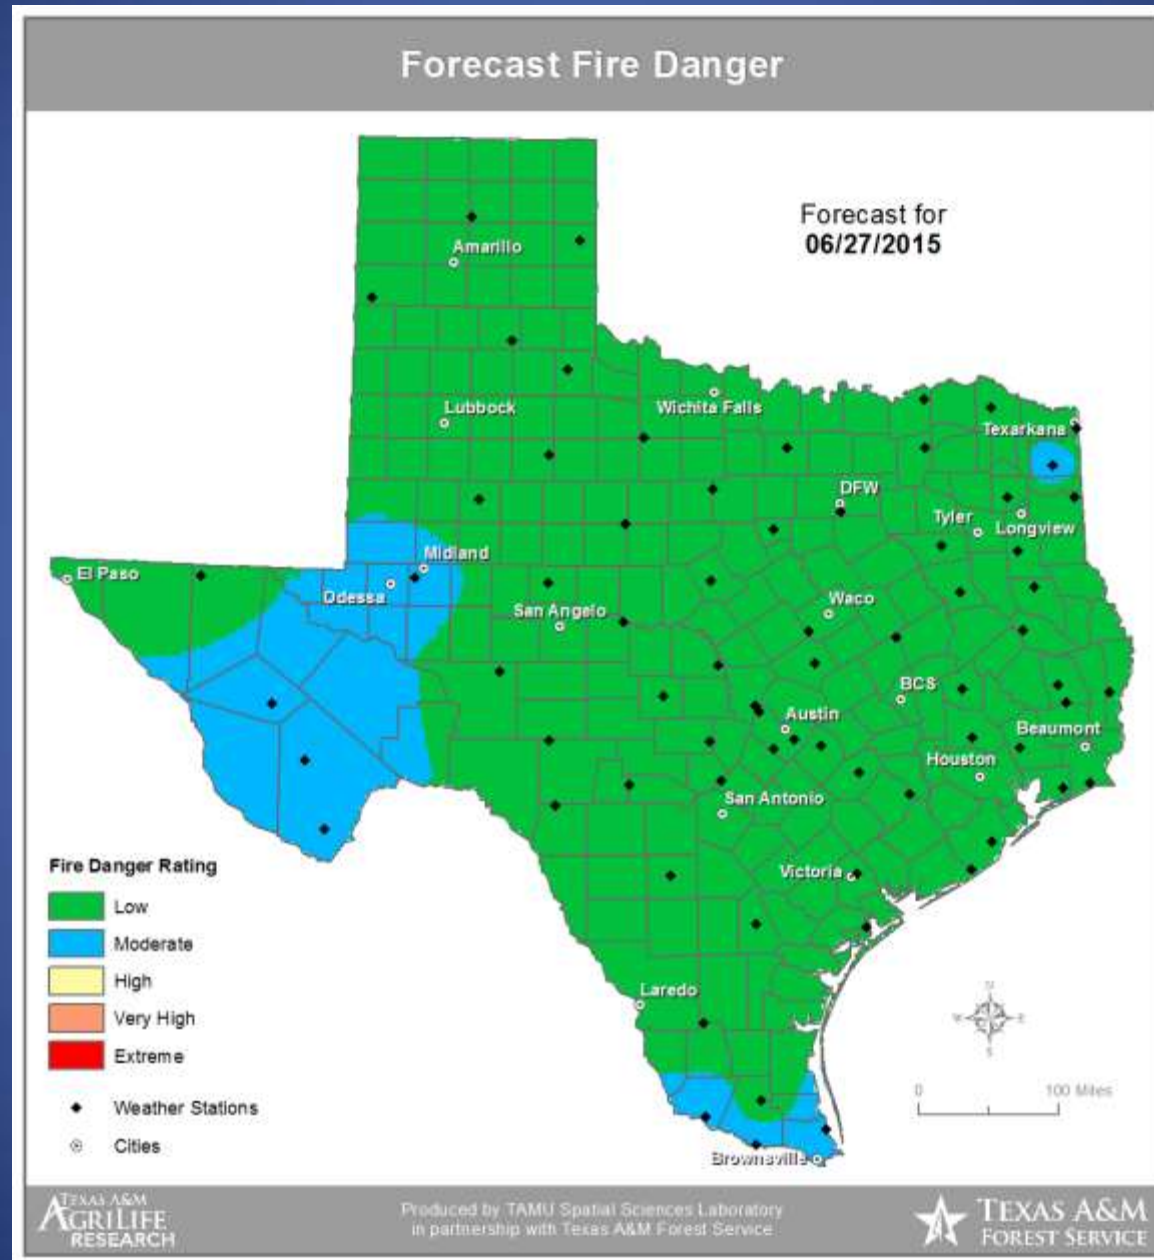 Forecast Fire Danger
Forecast for
06/27/2015
Amarillo
Lubbock
Wichita Falls
Texarkana
DFW
Tyler
Longview
Midland
El Paso
Odessa
San Angelo
Waco
BCS
Austin
Beaumont
Houston
San Antonio
Victoria
Laredo
Brownsville
Fire Danger Rating
Low
Moderate
High
Very High
Extreme
Weather Stations
Cities
N
W E
S
0 100 Miles
TEXAS A&M
AGRILIFE
RESEARCH
Produced by TAMU Spatial Sciences Laboratory
in partnership with Texas A&M Forest Service
TEXAS A&M
FOREST SERVICE